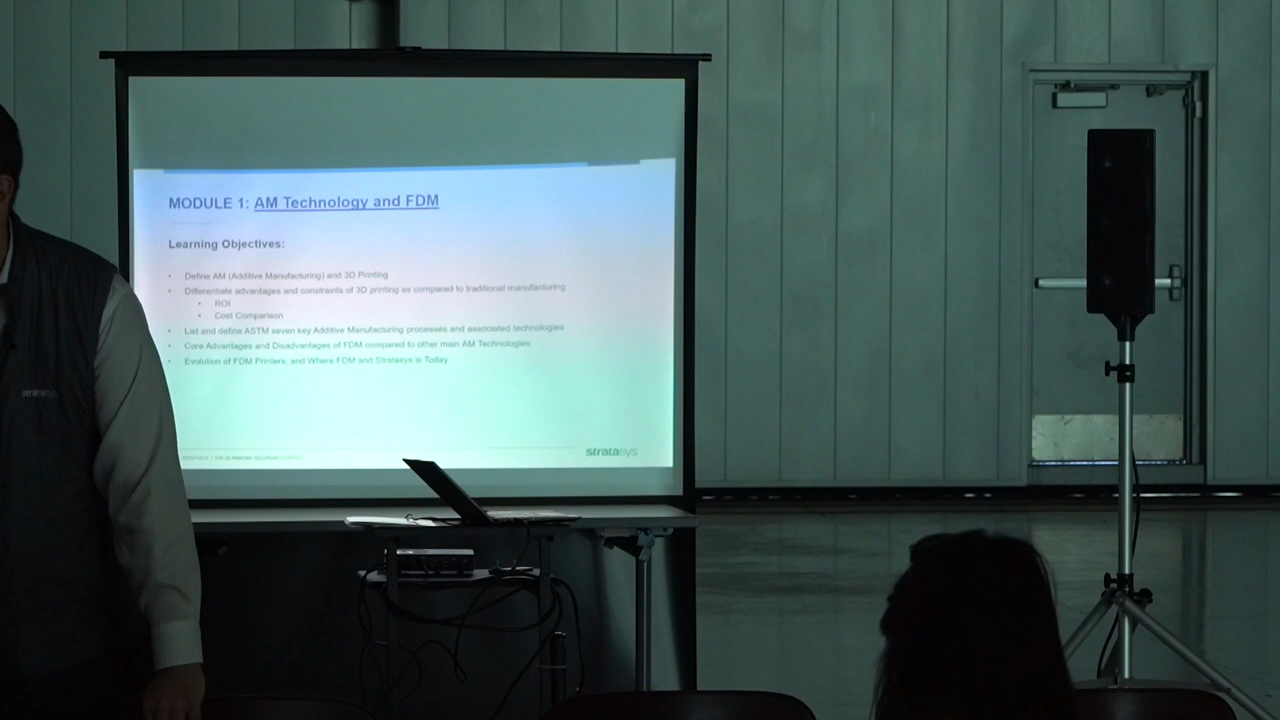 MODULE 1: AM Technology and FDM
Learning Objectives:
• Define AM (Additive Manufacturing) and 3D Printing
• Differentiate advantages and constraints of 3D printing as compared to traditional manufacturing
• ROI
• Cost Comparison
• List and define ASTM seven key Additive Manufacturing processes and associated technologies
• Core Advantages and Disadvantages of FDM compared to other main AM Technologies
• Evolution of FDM Printers, and Where FDM and Stratasys is Today
stratasys
stratasys